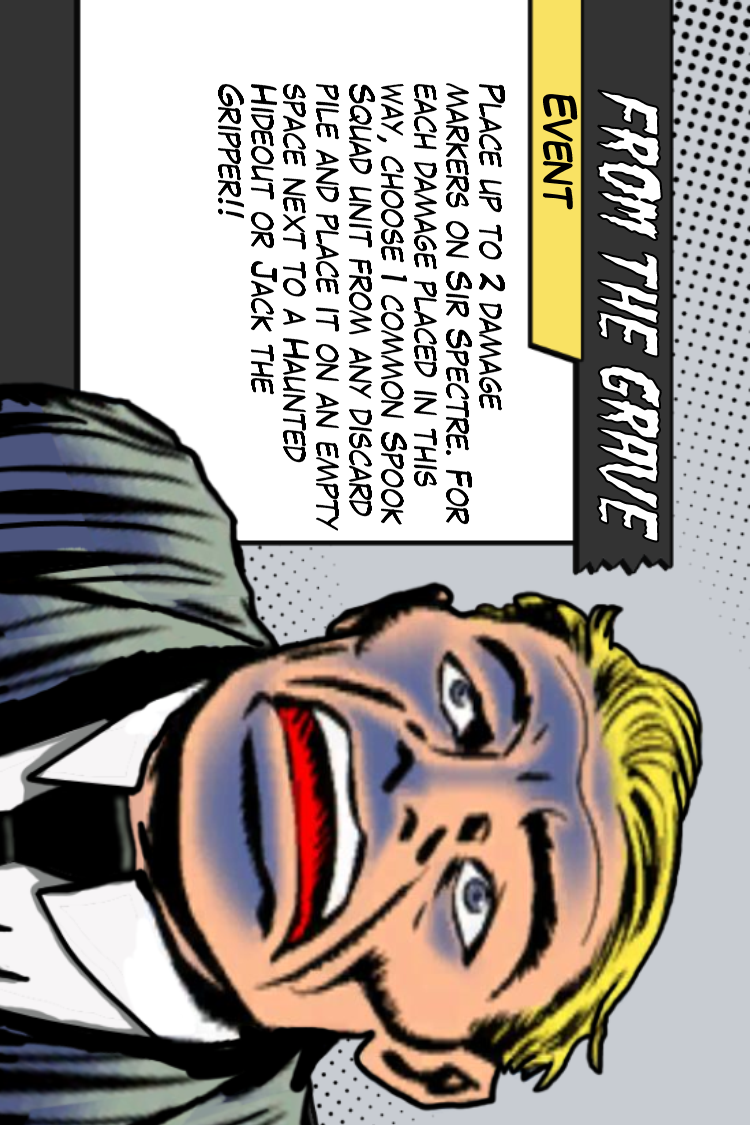 FROM THE GRAVE
EVENT
PLACE UP TO 2 DAMAGE
MARKERS ON SIR SPECTRE. FOR
EACH DAMAGE PLACED IN THIS
WAY, CHOOSE 1 COMMON SPOOK
SQUAD UNIT FROM ANY DISCARD
PILE AND PLACE IT ON AN EMPTY
SPACE NEXT TO A HAUNTED
HIDEOUT OR JACK THE
GRIPPER!!